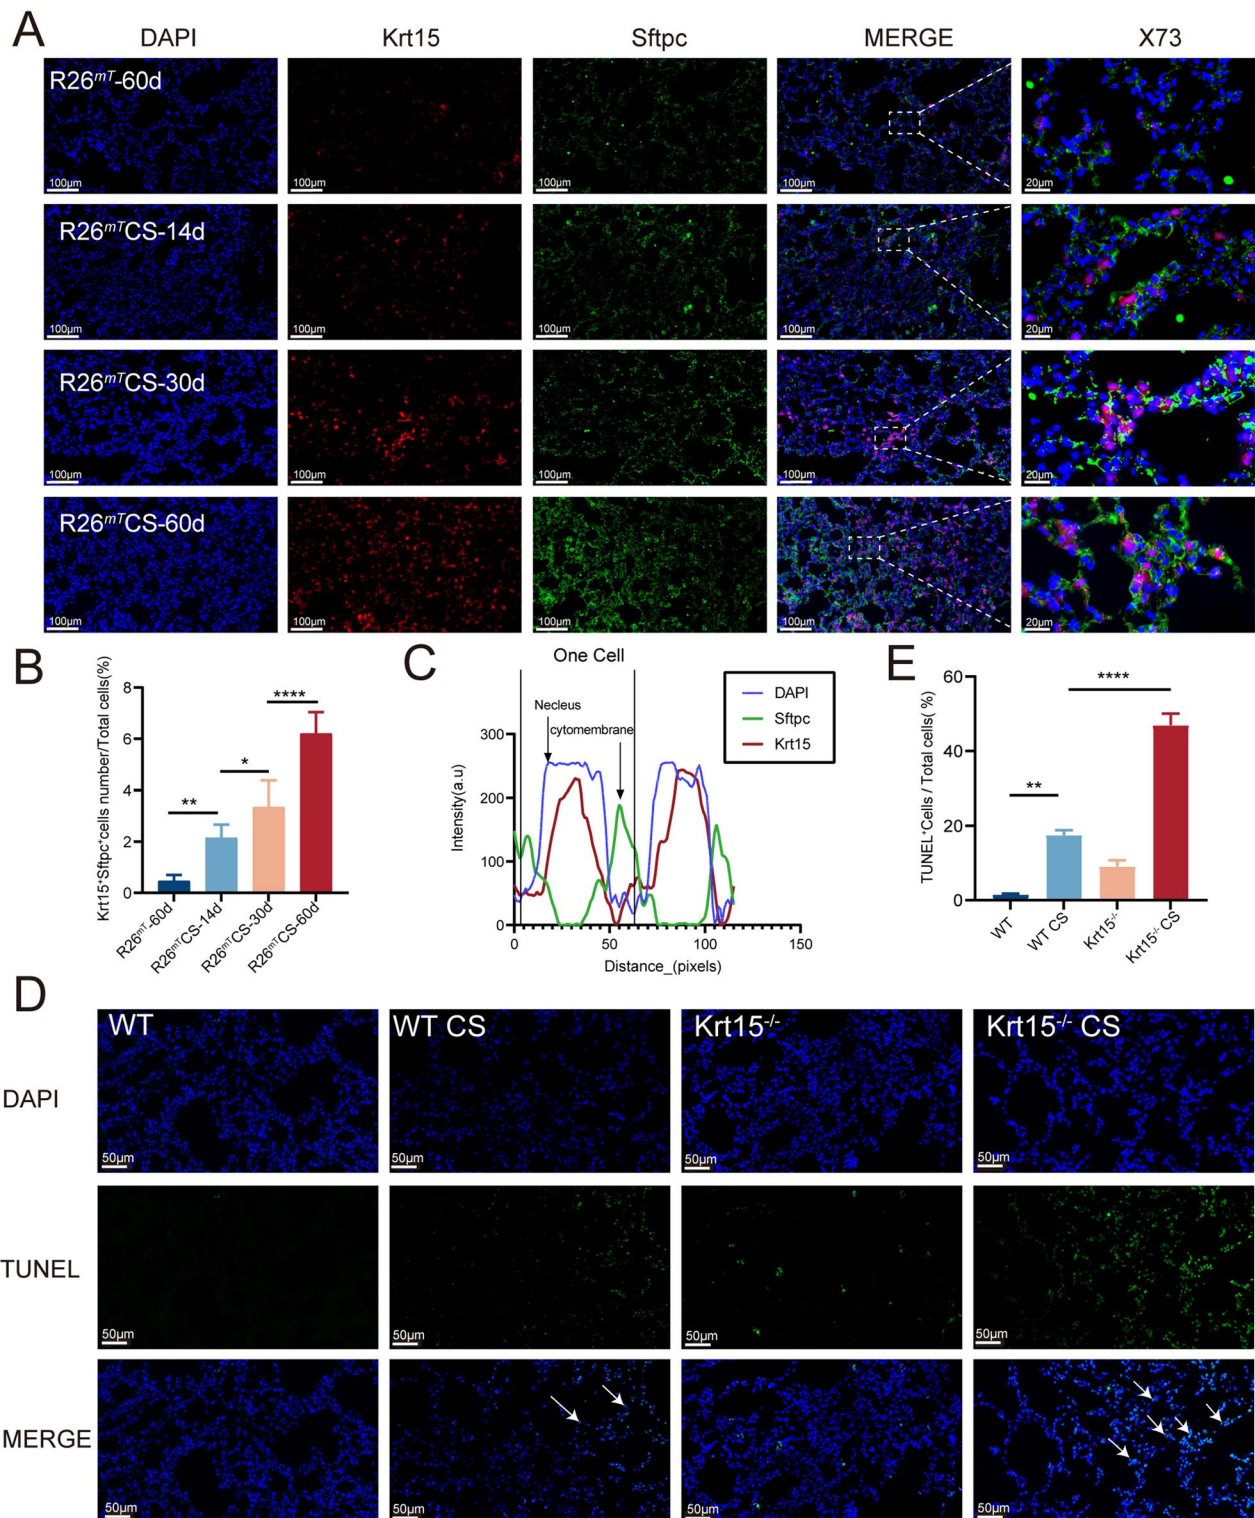 A
DAPI Krt15 Sftpc MERGE X73
R26mT-60d
100μm 100μm 100μm 100μm 20μm
R26mTCS-14d
100μm 100μm 100μm 100μm 20μm
R26mTCS-30d
100μm 100μm 100μm 100μm 20μm
R26mTCS-60d
100μm 100μm 100μm 100μm 20μm
B
Krt15+Sftpc+cells number/Total cells(%)
8
6
4
2
0
** * ****
R26mT-60d R26mTCS-14d R26mTCS-30d R26mTCS-60d
C
One Cell
Necleus
cytomembrane
DAPI
Sftpc
Krt15
Intensity(a.u)
300
200
100
0
0 50 100 150
Distance_(pixels)
E
TUNEL+Cells / Total cells( %)
60
40
20
0
** ****
WT WT CS Krt15-/- Krt15-/- CS
D
WT WT CS Krt15-/- Krt15-/- CS
DAPI
50μm 50μm 50μm 50μm
TUNEL
50μm 50μm 50μm 50μm
MERGE
50μm 50μm 50μm 50μm